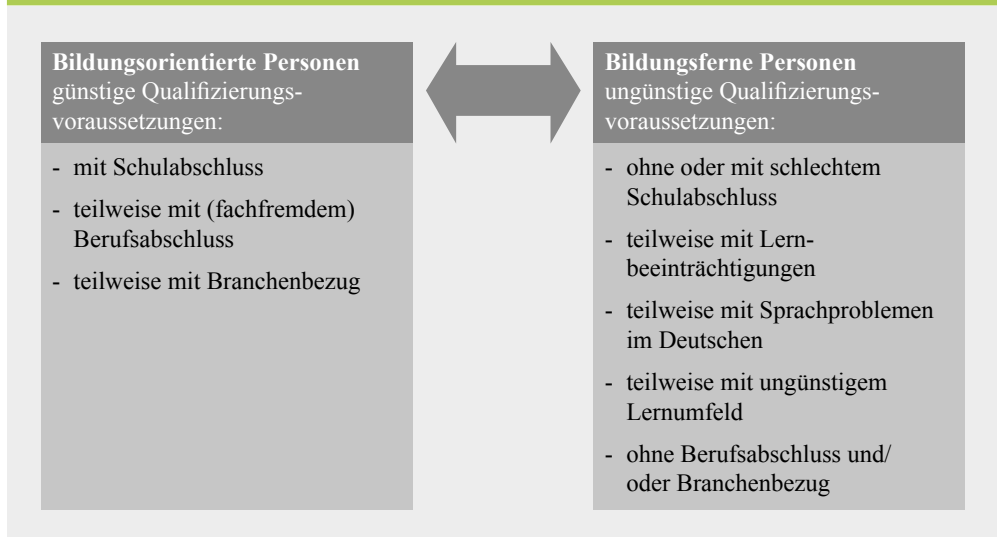 Bildungsorientierte Personen
günstige Qualifizierungs-
voraussetzungen:
- mit Schulabschluss
- teilweise mit (fachfremdem)
Berufsabschluss
- teilweise mit Branchenbezug
Bildungsferne Personen
ungünstige Qualifizierungs-
voraussetzungen:
- ohne oder mit schlechtem
Schulabschluss
- teilweise mit Lern-
beeinträchtigungen
- teilweise mit Sprachproblemen
im Deutschen
- teilweise mit ungünstigem
Lernumfeld
- ohne Berufsabschluss und/
oder Branchenbezug